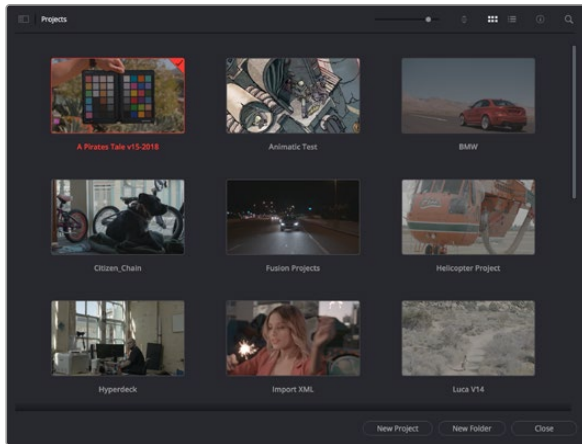 Projects
A Pirates Tale v15-2018
Animatic Test
BMW
Citizen_Chain
Fusion Projects
Helicopter Project
Hyperdeck
Import XML
Luca V14
New Project
New Folder
Close